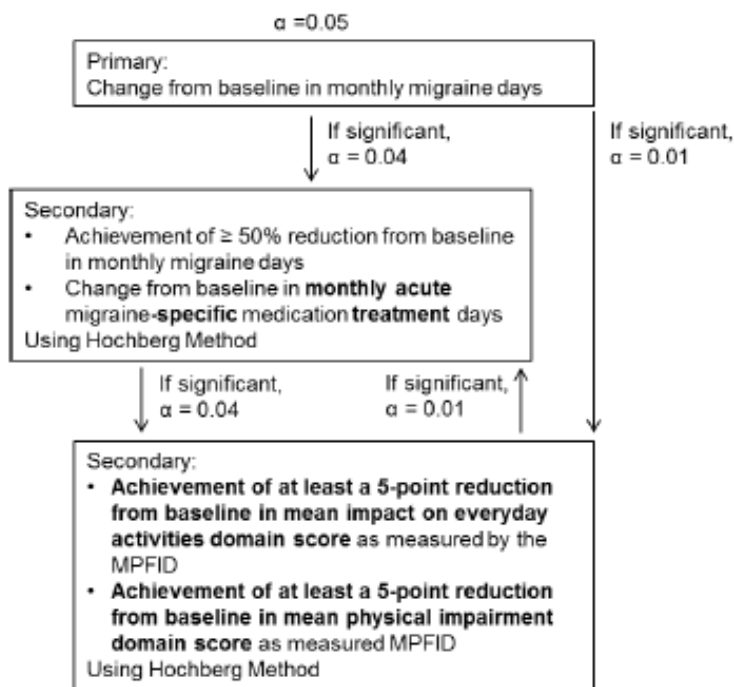 α =0.05
Primary:
Change from baseline in monthly migraine days
If significant,
α = 0.04
If significant,
α = 0.01
Secondary:
• Achievement of ≥ 50% reduction from baseline
in monthly migraine days
• Change from baseline in monthly acute
migraine-specific medication treatment days
Using Hochberg Method
If significant,
α = 0.04
If significant,
α = 0.01
Secondary:
• Achievement of at least a 5-point reduction
from baseline in mean impact on everyday
activities domain score as measured by the
MPFID
• Achievement of at least a 5-point reduction
from baseline in mean physical impairment
domain score as measured MPFID
Using Hochberg Method